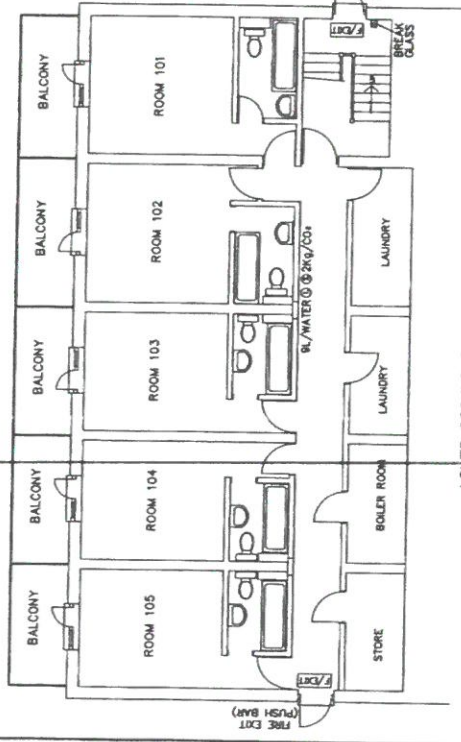 BALCONY
BALCONY
BALCONY
BALCONY
BALCONY
ROOM 105
ROOM 104
ROOM 103
ROOM 102
ROOM 101
F/EXIT
BREAK
GLASS
9L/WATER
2Kg/CO₂
FIRE EXIT
(PUSH BAR)
F/EXIT
STORE
BOILER ROOM
LAUNDRY
LAUNDRY
UP